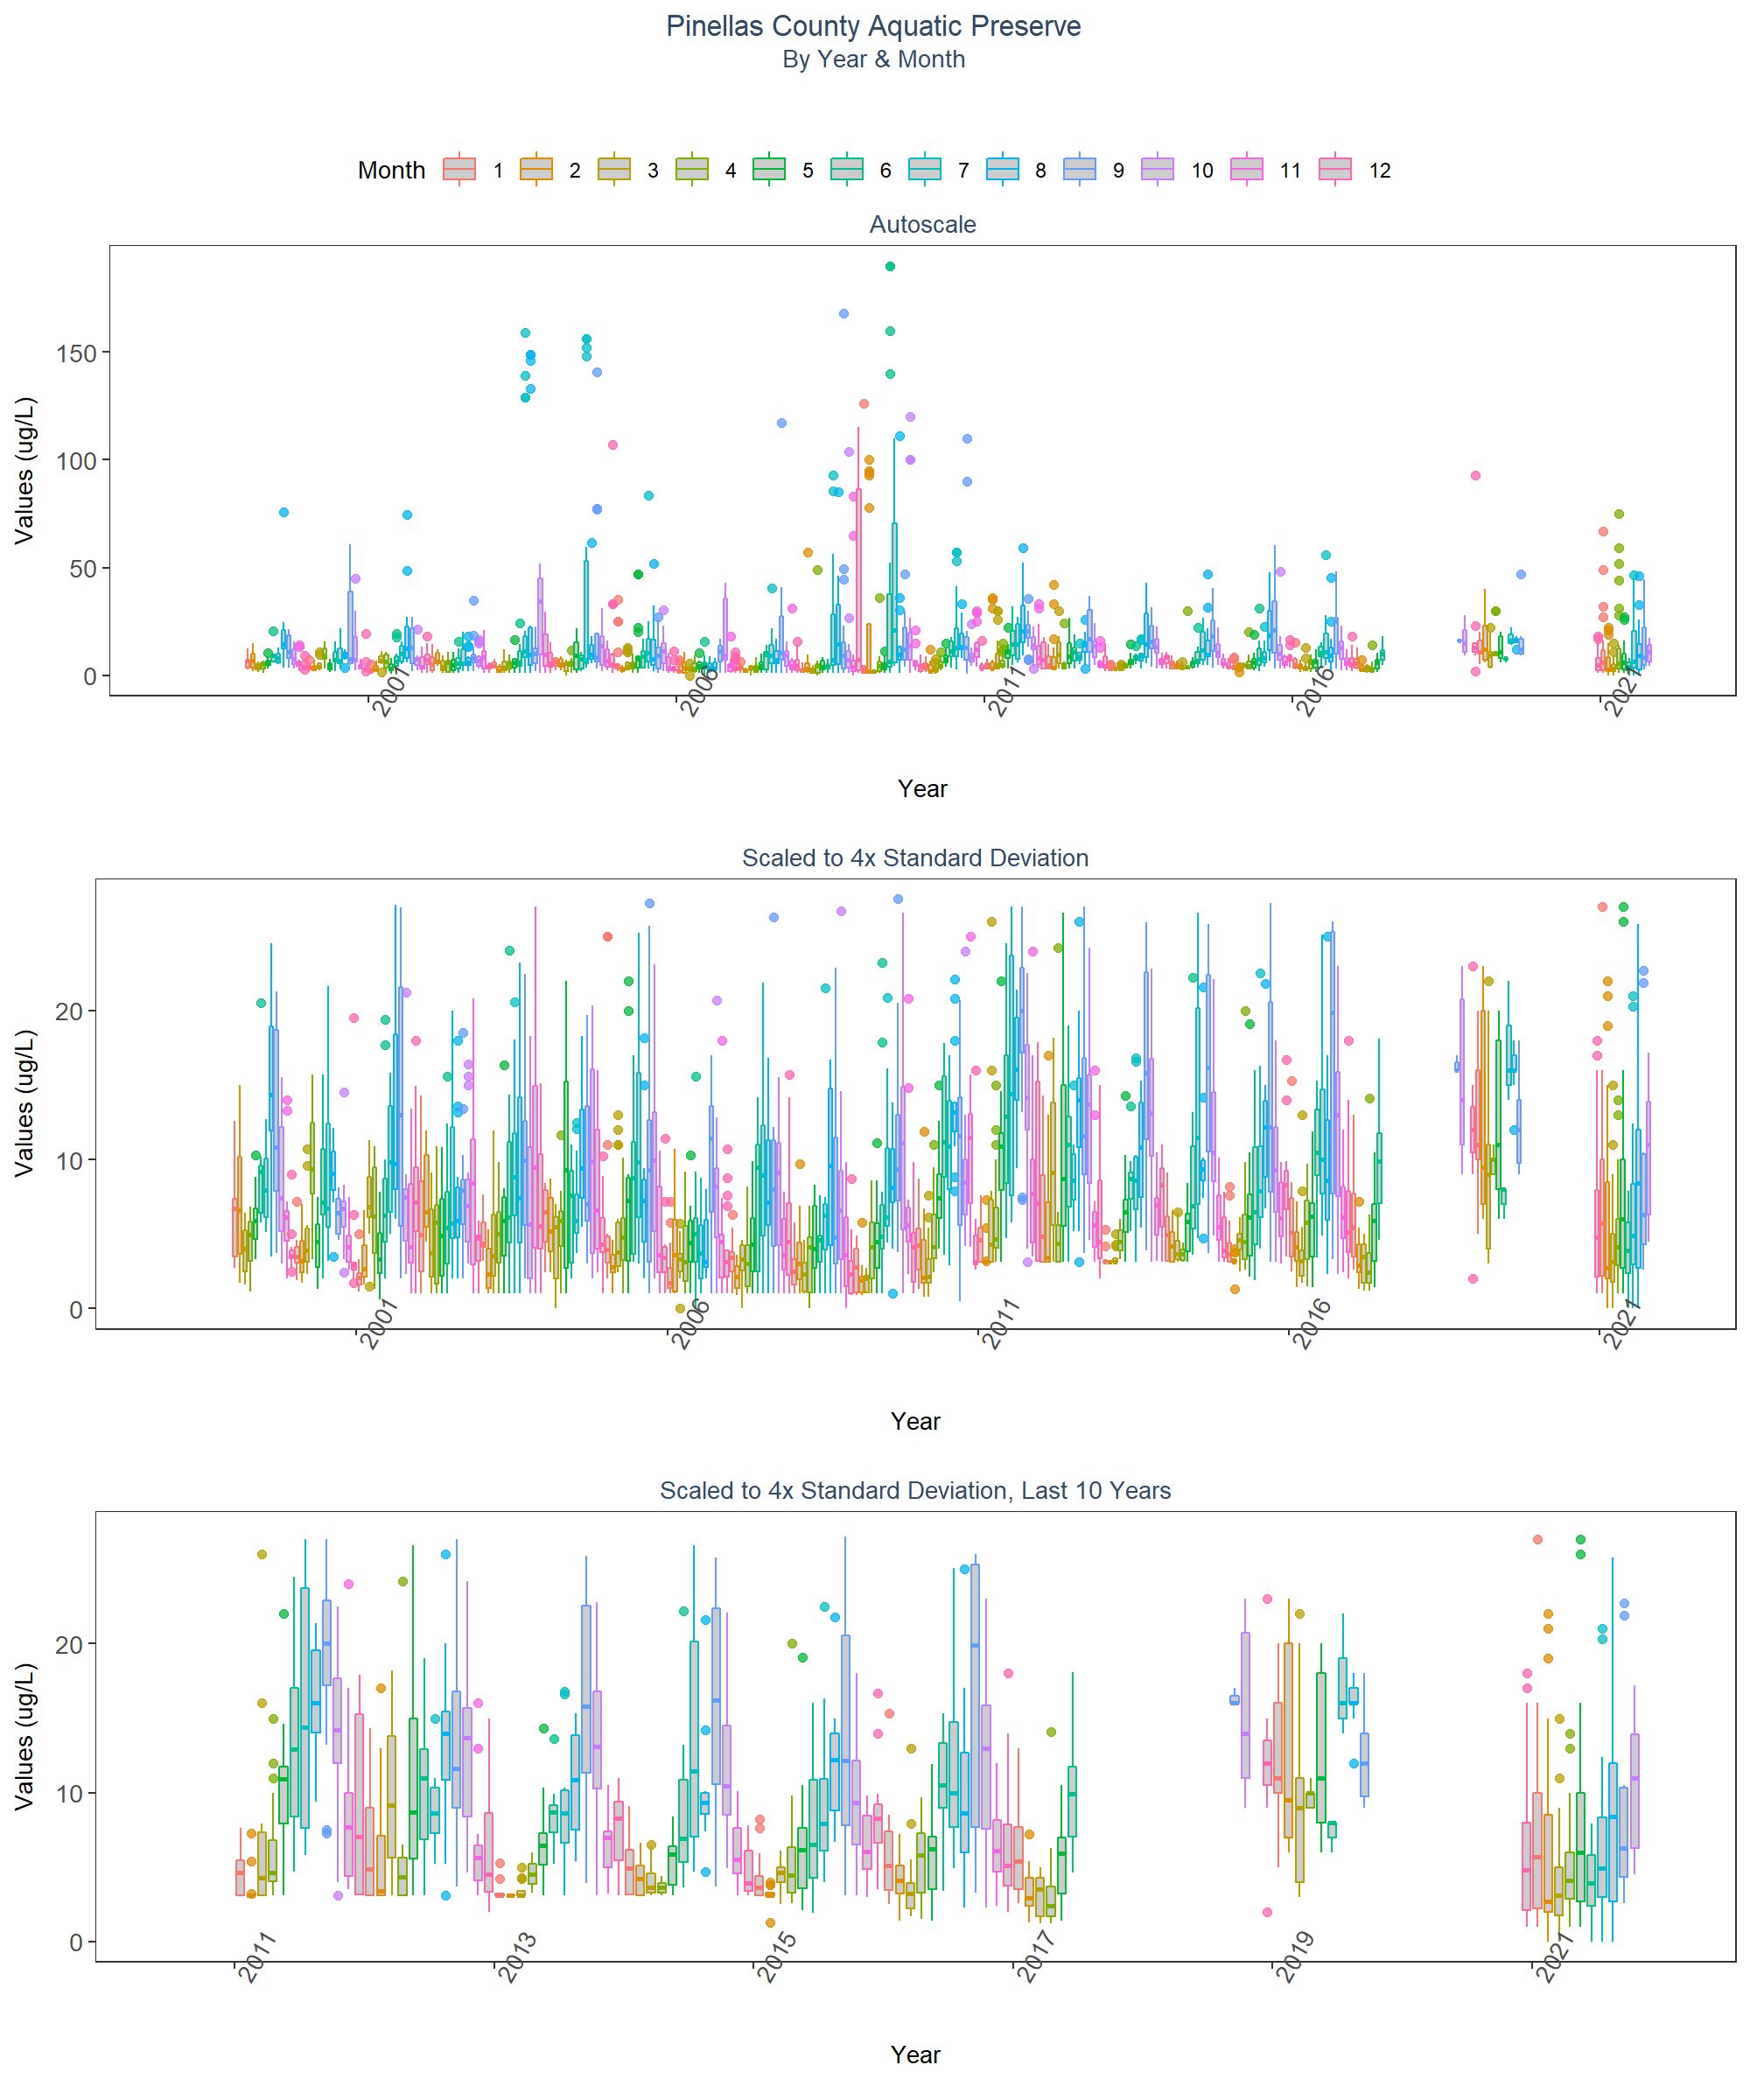 Pinellas County Aquatic Preserve
By Year & Month
Month 1 2 3 4 5 6 7 8 9 10 11 12
Autoscale
Values (ug/L)
150
100
50
0
2001 2006 2011 2016 2021
Year
Scaled to 4x Standard Deviation
Values (ug/L)
20
10
0
2001 2006 2011 2016 2021
Year
Scaled to 4x Standard Deviation, Last 10 Years
Values (ug/L)
20
10
0
2011 2013 2015 2017 2019 2021
Year